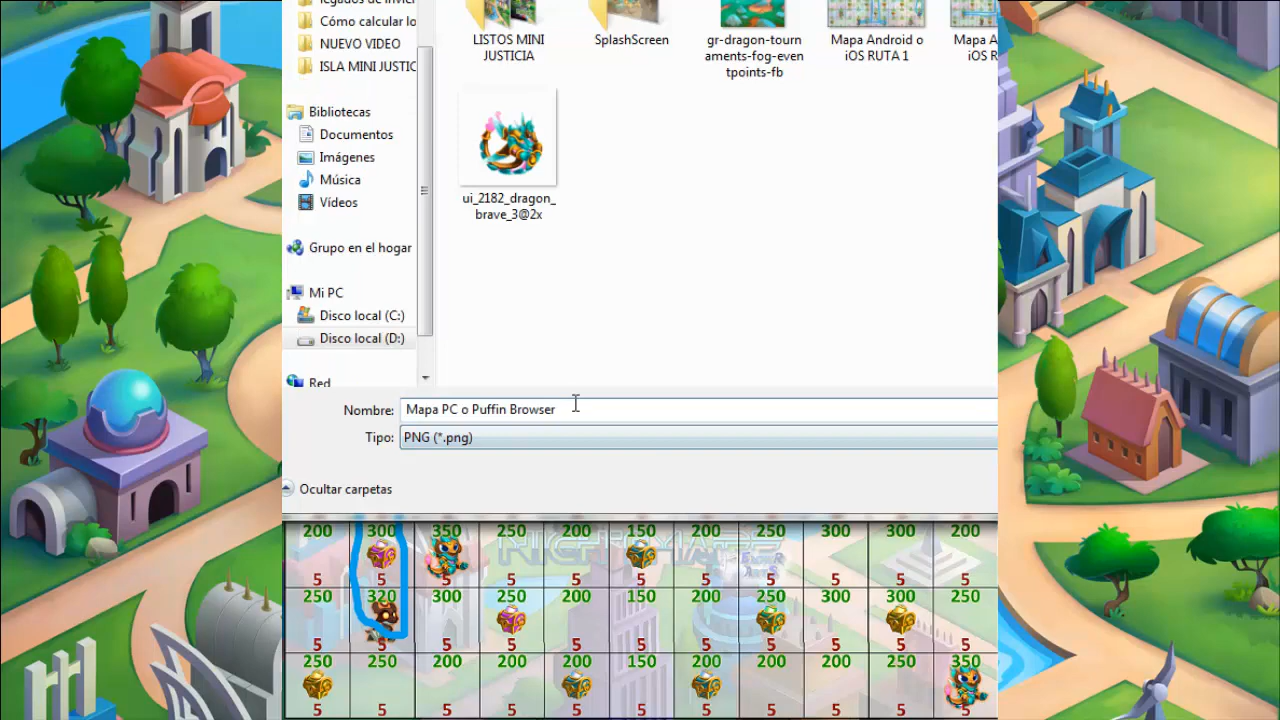 legados de invier
Cómo calcular lo
NUEVO VIDEO
ISLA MINI JUSTIC
Bibliotecas
Documentos
Imágenes
Música
Vídeos
Grupo en el hogar
Mi PC
Disco local (C:)
Disco local (D:)
Red
LISTOS MINI
JUSTICIA
SplashScreen
gr-dragon-tourn
aments-fog-even
tpoints-fb
Mapa Android o
iOS RUTA 1
Mapa A
iOS R
ui_2182_dragon_
brave_3@2x
Nombre: Mapa PC o Puffin Browser
Tipo: PNG (*.png)
Ocultar carpetas
200 300 350 250 200 150 200 250 300 300 200
5 5 5 5 5 5 5 5 5 5 5
250 320 300 200 200 150 200 250 300 300 250
5 5 5 5 5 5 5 5 5 5
250 250 200 200 200 150 200 200 200 250 350
5 5 5 5 5 5 5 5 5 5 5